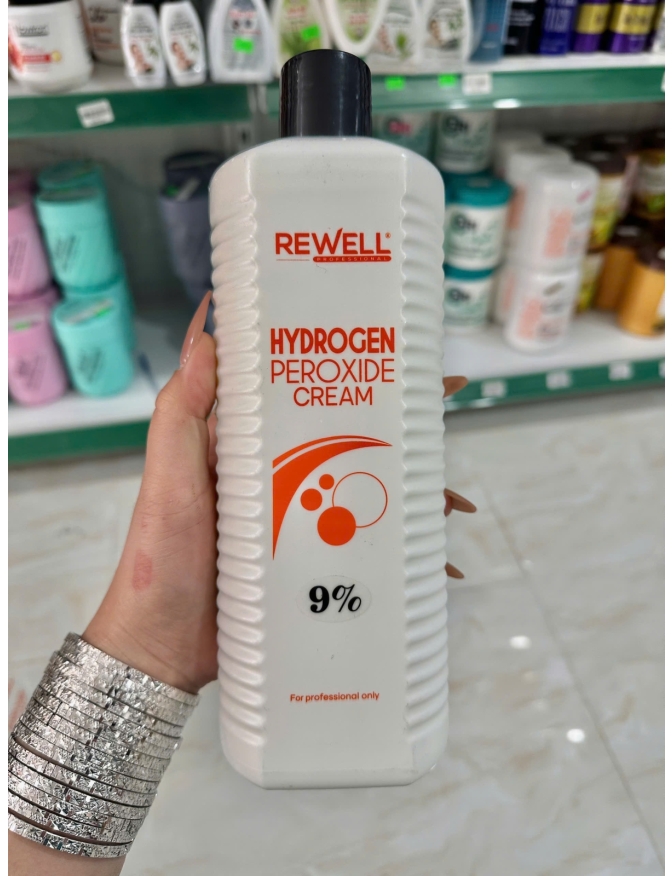 REWELL®
PROFESSIONAL
HYDROGEN
PEROXIDE
CREAM
9%
For professional only